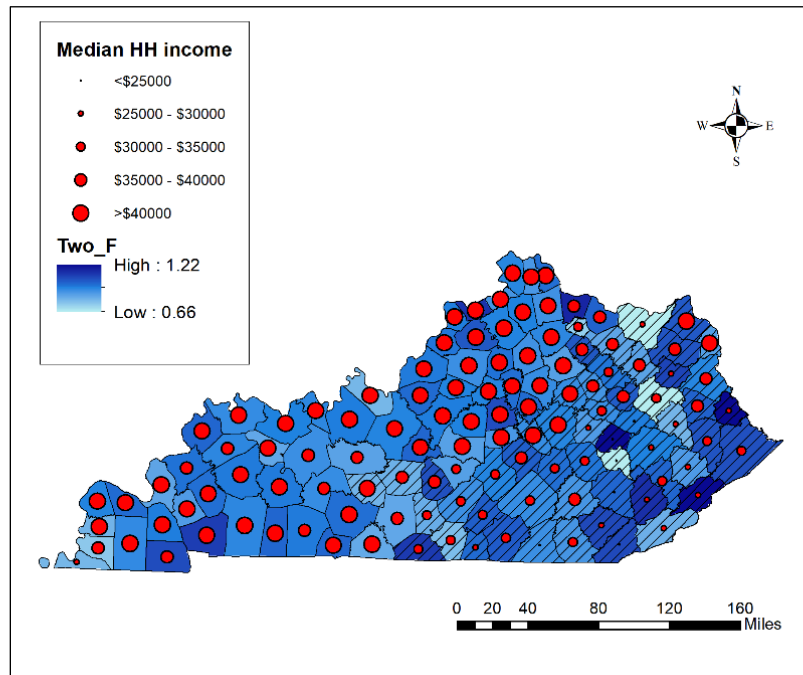 Median HH income
<$25000
$25000 - $30000
$30000 - $35000
$35000 - $40000
>$40000
Two_F
High : 1.22
Low : 0.66
N
W
E
S
0 20 40 80 120 160
Miles